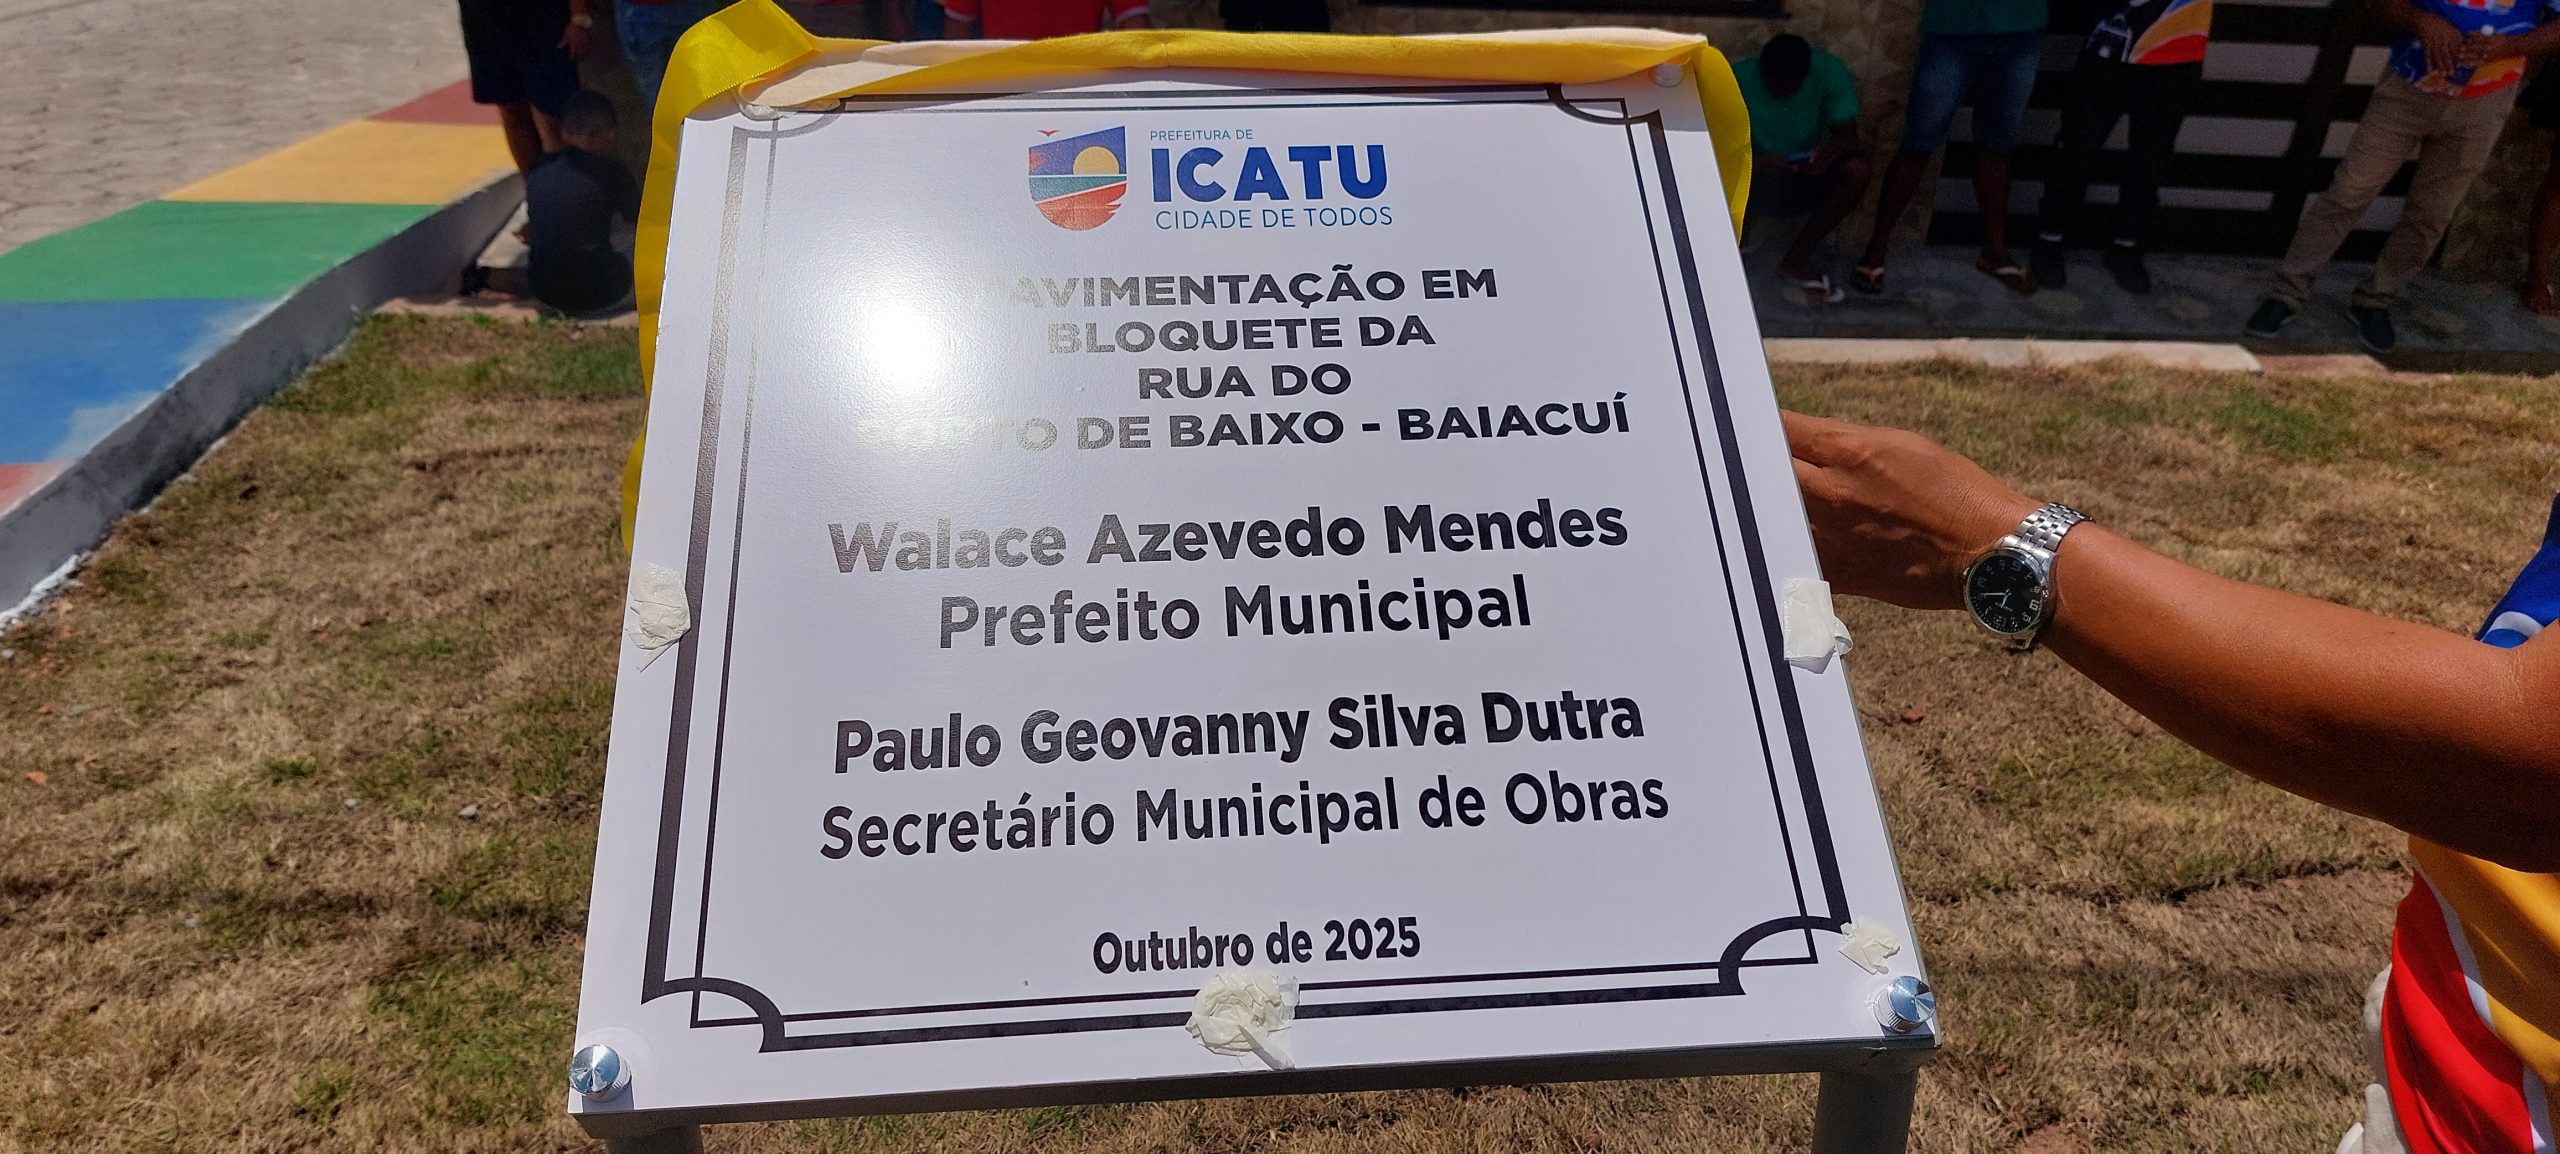 PREFEITURA DE
ICATU
CIDADE DE TODOS
PAVIMENTAÇÃO EM
BLOQUETE DA
RUA DO
DE BAIXO - BAIACUÍ
Walace Azevedo Mendes
Prefeito Municipal
Paulo Geovanny Silva Dutra
Secretário Municipal de Obras
Outubro de 2025